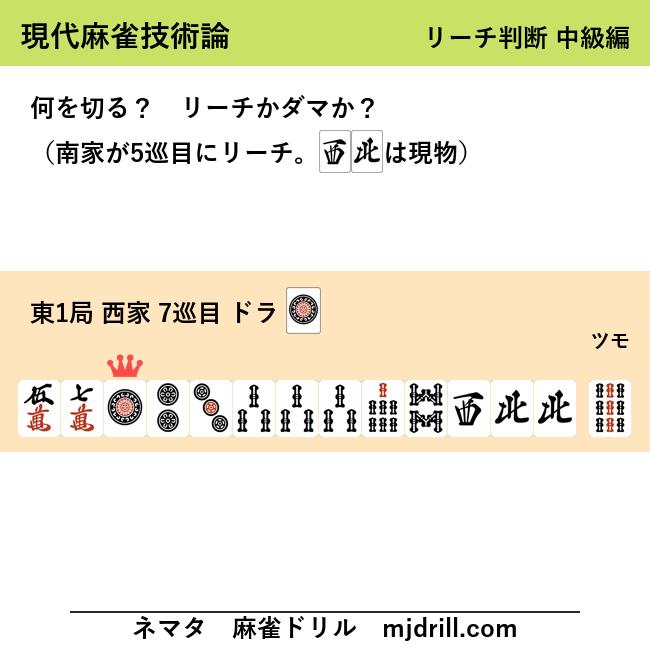 現代麻雀技術論
リーチ判断 中級編
何を切る？　リーチかダマか？
（南家が5巡目にリーチ。西北は現物）
東1局 西家 7巡目 ドラ
ツモ
伍萬 七萬 西 北 北
ネマタ　麻雀ドリル　mjdrill.com